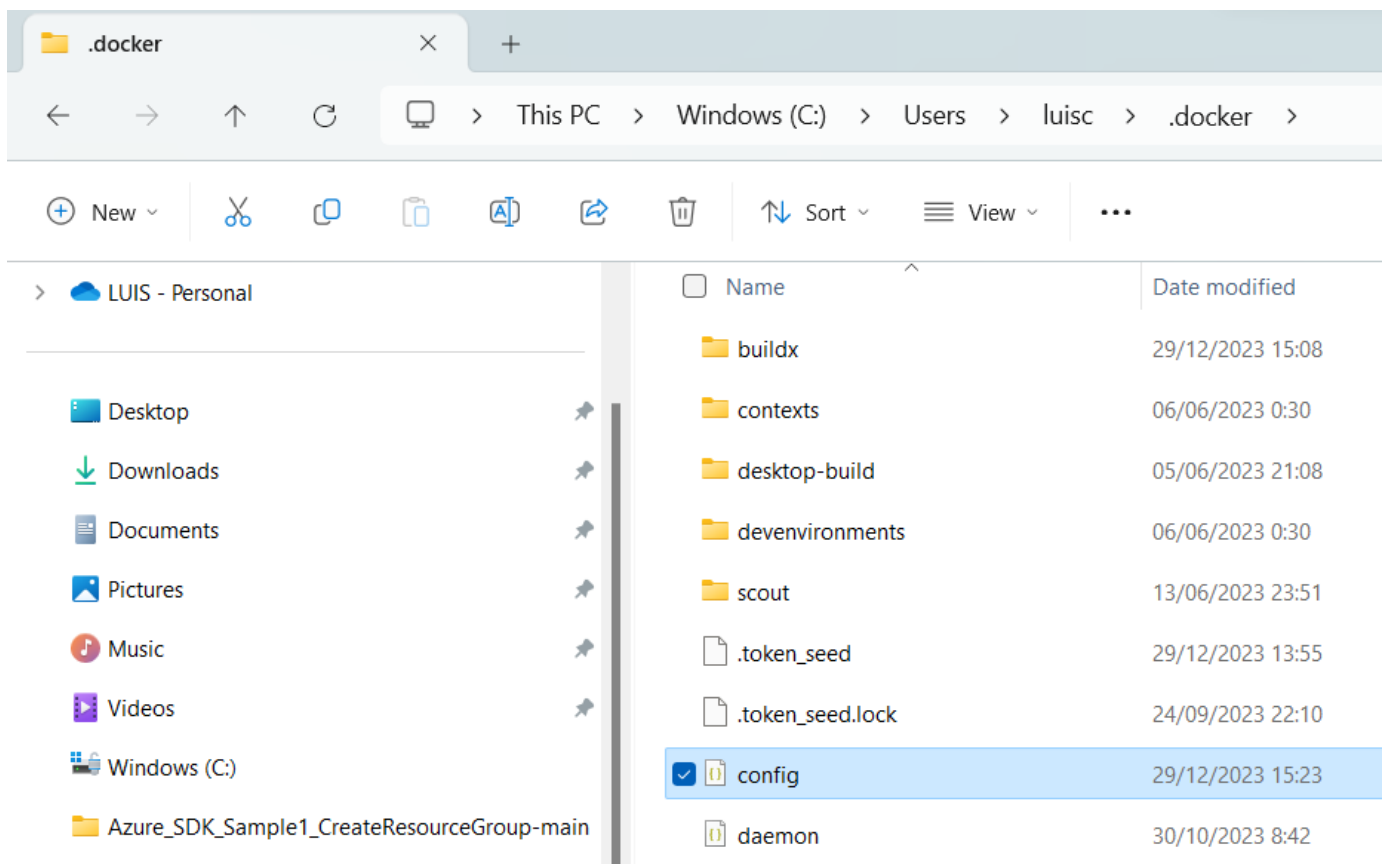 .docker
This PC > Windows (C:) > Users > luisc > .docker >
New Sort View
LUIS - Personal
Desktop
Downloads
Documents
Pictures
Music
Videos
Windows (C:)
Azure_SDK_Sample1_CreateResourceGroup-main
Name Date modified
buildx 29/12/2023 15:08
contexts 06/06/2023 0:30
desktop-build 05/06/2023 21:08
devenvironments 06/06/2023 0:30
scout 13/06/2023 23:51
.token_seed 29/12/2023 13:55
.token_seed.lock 24/09/2023 22:10
config 29/12/2023 15:23
daemon 30/10/2023 8:42